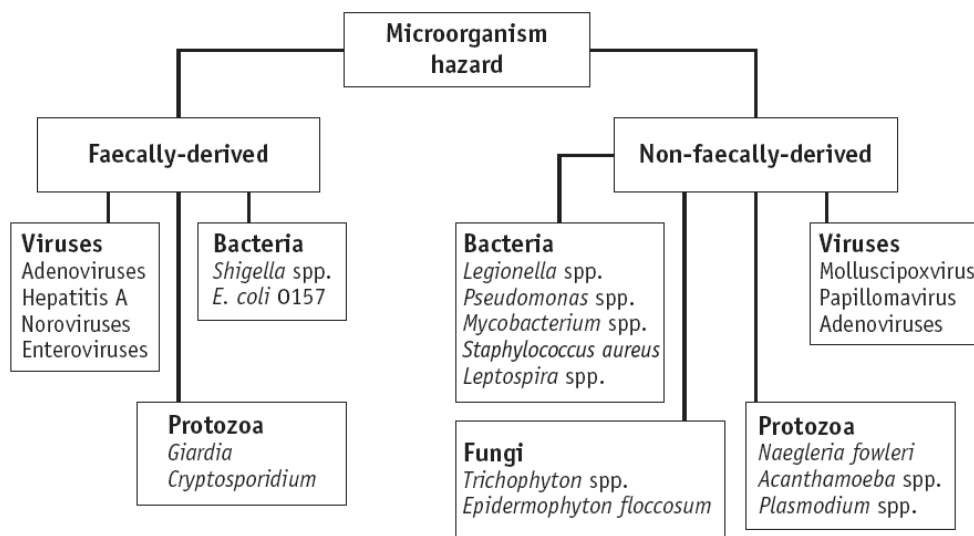 Microorganism
hazard
Faecally-derived
Non-faecally-derived
Viruses
Adenoviruses
Hepatitis A
Noroviruses
Enteroviruses
Bacteria
Shigella spp.
E. coli O157
Protozoa
Giardia
Cryptosporidium
Bacteria
Legionella spp.
Pseudomonas spp.
Mycobacterium spp.
Staphylococcus aureus
Leptospira spp.
Fungi
Trichophyton spp.
Epidermophyton floccosum
Viruses
Molluscipoxvirus
Papillomavirus
Adenoviruses
Protozoa
Naegleria fowleri
Acanthamoeba spp.
Plasmodium spp.